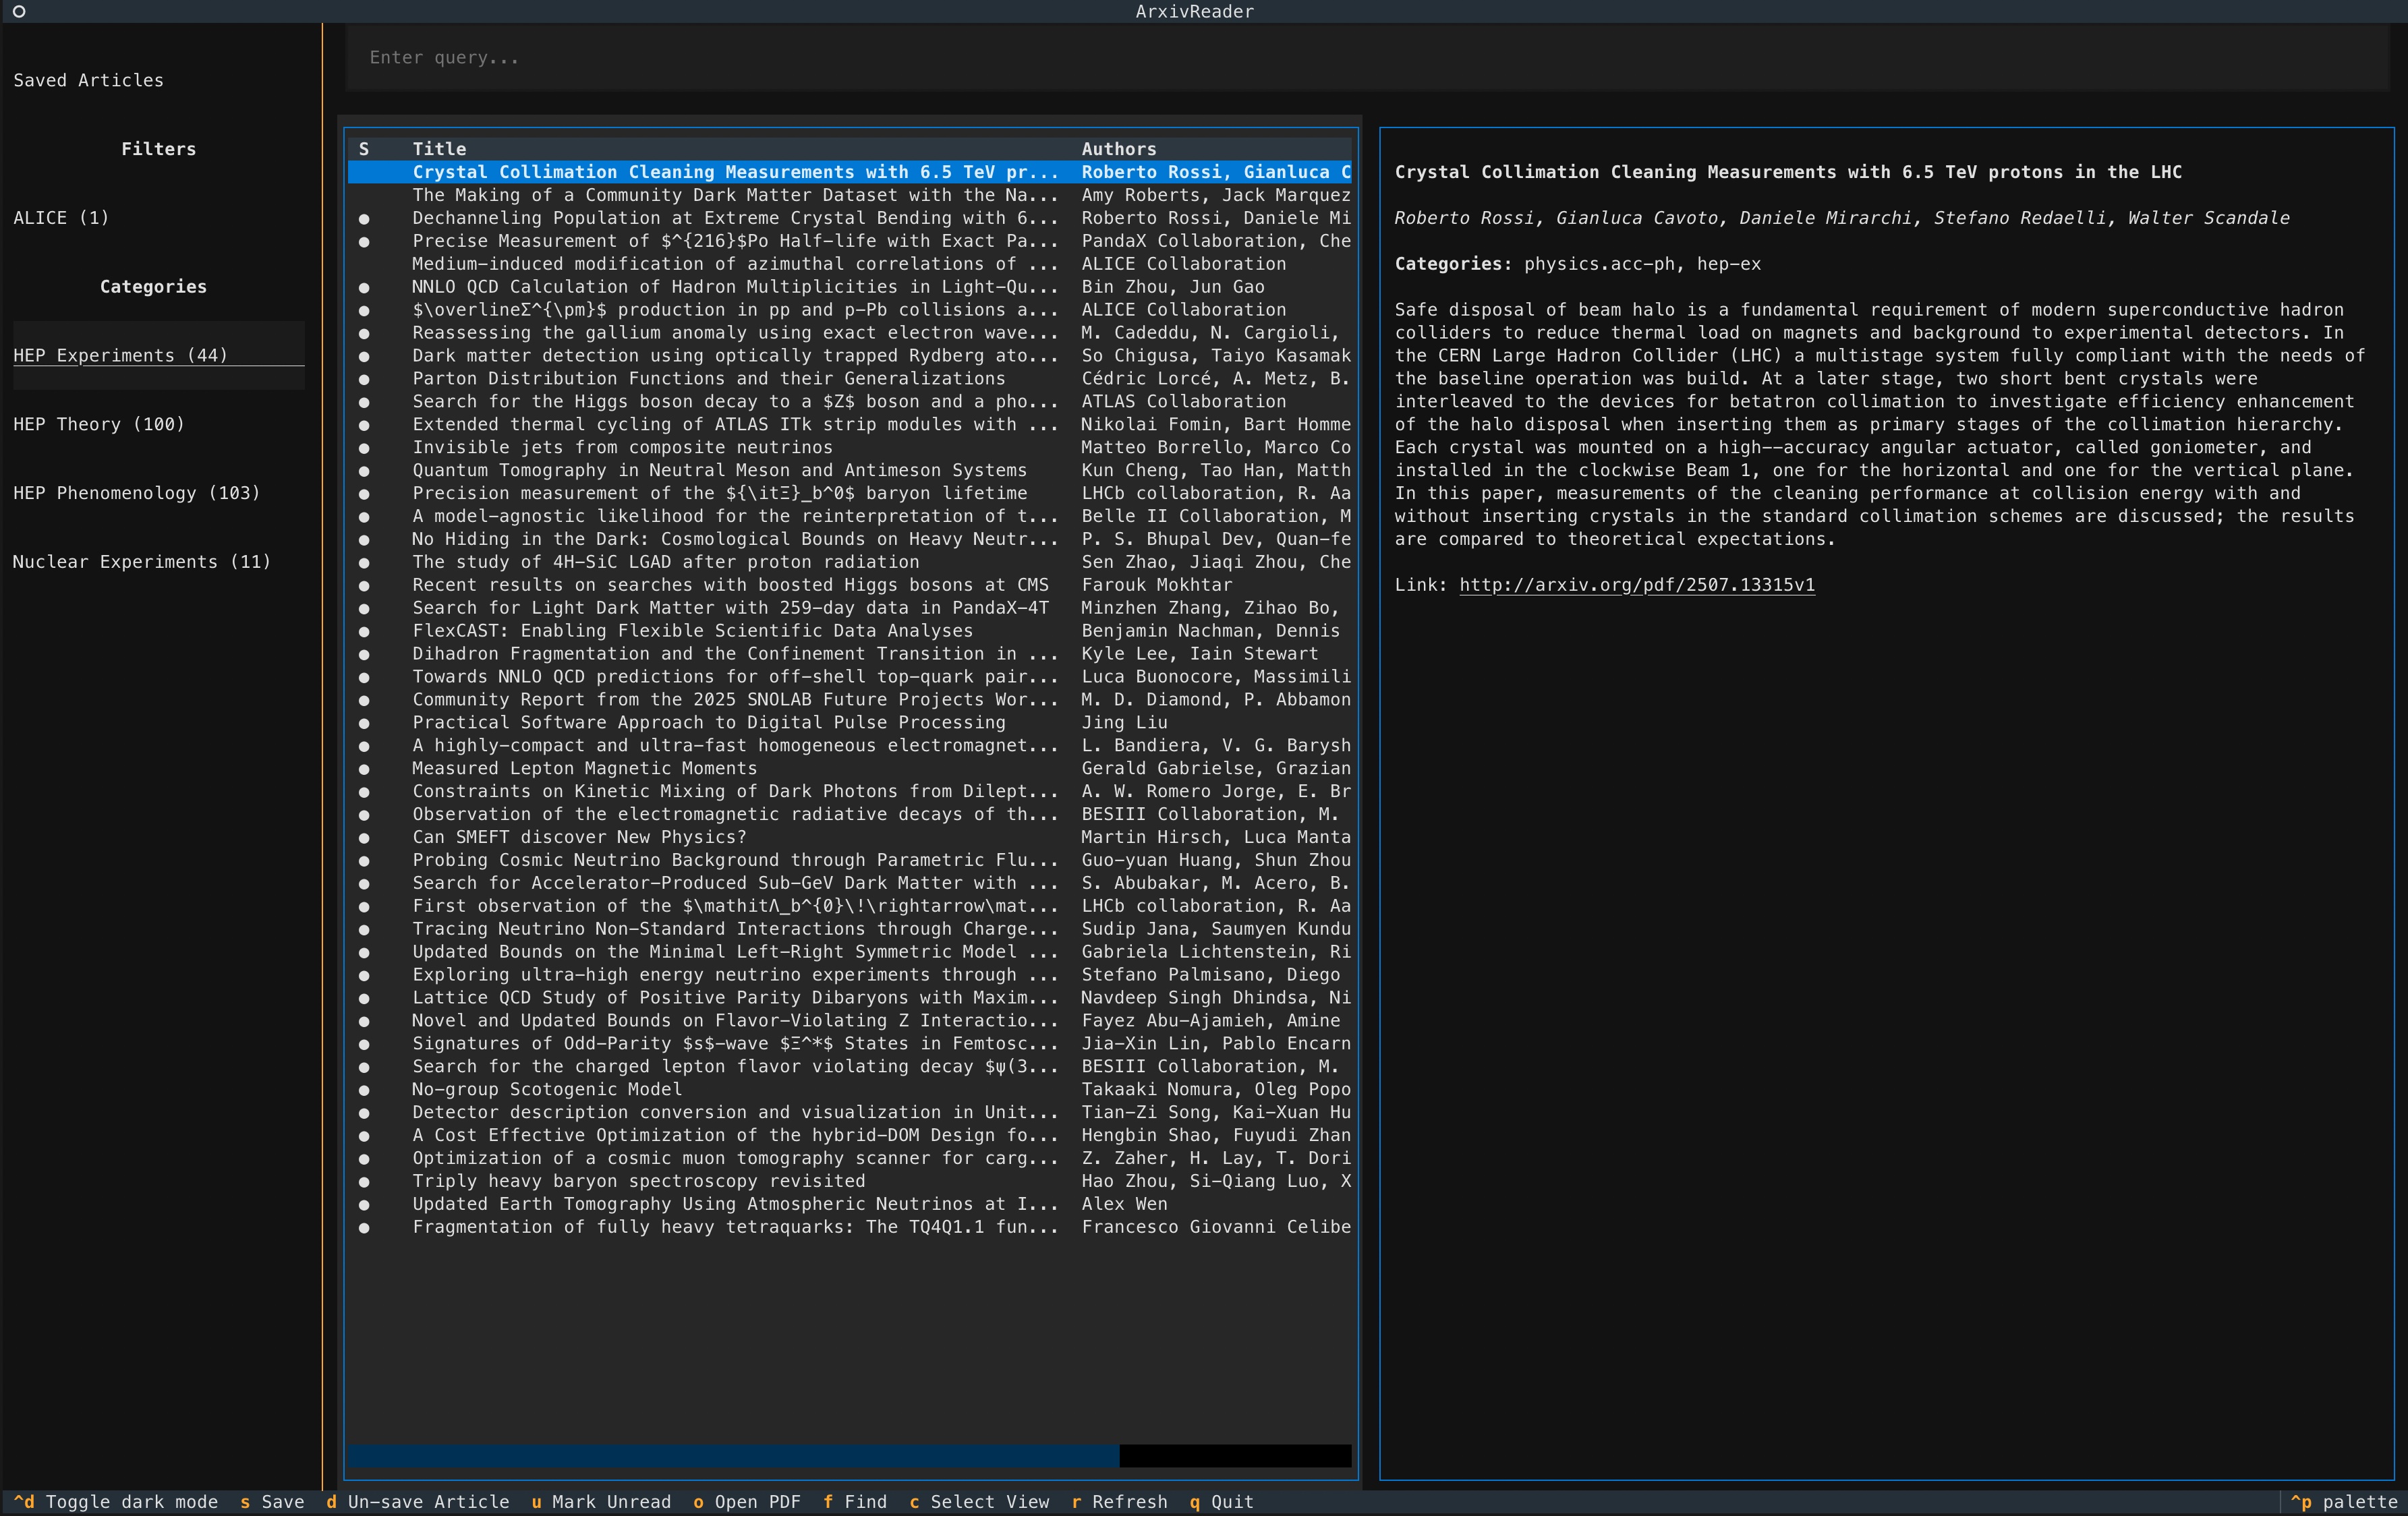 ArxivReader
Enter query...
Saved Articles
Filters
ALICE (1)
Categories
HEP Experiments (44)
HEP Theory (100)
HEP Phenomenology (103)
Nuclear Experiments (11)
S Title Authors
Crystal Collimation Cleaning Measurements with 6.5 TeV pr... Roberto Rossi, Gianluca C
The Making of a Community Dark Matter Dataset with the Na... Amy Roberts, Jack Marquez
● Dechanneling Population at Extreme Crystal Bending with 6... Roberto Rossi, Daniele Mi
● Precise Measurement of $^{216}$Po Half-life with Exact Pa... PandaX Collaboration, Che
Medium-induced modification of azimuthal correlations of ... ALICE Collaboration
● NNLO QCD Calculation of Hadron Multiplicities in Light-Qu... Bin Zhou, Jun Gao
● $\overlineΣ^{\pm}$ production in pp and p-Pb collisions a... ALICE Collaboration
● Reassessing the gallium anomaly using exact electron wave... M. Cadeddu, N. Cargioli,
● Dark matter detection using optically trapped Rydberg ato... So Chigusa, Taiyo Kasamak
● Parton Distribution Functions and their Generalizations Cédric Lorcé, A. Metz, B.
● Search for the Higgs boson decay to a $Z$ boson and a pho... ATLAS Collaboration
● Extended thermal cycling of ATLAS ITk strip modules with ... Nikolai Fomin, Bart Homme
● Invisible jets from composite neutrinos Matteo Borrello, Marco Co
● Quantum Tomography in Neutral Meson and Antimeson Systems Kun Cheng, Tao Han, Matth
● Precision measurement of the ${\itΞ}_b^0$ baryon lifetime LHCb collaboration, R. Aa
● A model-agnostic likelihood for the reinterpretation of t... Belle II Collaboration, M
● No Hiding in the Dark: Cosmological Bounds on Heavy Neutr... P. S. Bhupal Dev, Quan-fe
● The study of 4H-SiC LGAD after proton radiation Sen Zhao, Jiaqi Zhou, Che
● Recent results on searches with boosted Higgs bosons at CMS Farouk Mokhtar
● Search for Light Dark Matter with 259-day data in PandaX-4T Minzhen Zhang, Zihao Bo,
● FlexCAST: Enabling Flexible Scientific Data Analyses Benjamin Nachman, Dennis
● Dihadron Fragmentation and the Confinement Transition in ... Kyle Lee, Iain Stewart
● Towards NNLO QCD predictions for off-shell top-quark pair... Luca Buonocore, Massimili
● Community Report from the 2025 SNOLAB Future Projects Wor... M. D. Diamond, P. Abbamon
● Practical Software Approach to Digital Pulse Processing Jing Liu
● A highly-compact and ultra-fast homogeneous electromagnet... L. Bandiera, V. G. Barysh
● Measured Lepton Magnetic Moments Gerald Gabrielse, Grazian
● Constraints on Kinetic Mixing of Dark Photons from Dilept... A. W. Romero Jorge, E. Br
● Observation of the electromagnetic radiative decays of th... BESIII Collaboration, M.
● Can SMEFT discover New Physics? Martin Hirsch, Luca Manta
● Probing Cosmic Neutrino Background through Parametric Flu... Guo-yuan Huang, Shun Zhou
● Search for Accelerator-Produced Sub-GeV Dark Matter with ... S. Abubakar, M. Acero, B.
● First observation of the $\mathitΛ_b^{0}\!\rightarrow\mat... LHCb collaboration, R. Aa
● Tracing Neutrino Non-Standard Interactions through Charge... Sudip Jana, Saumyen Kundu
● Updated Bounds on the Minimal Left-Right Symmetric Model ... Gabriela Lichtenstein, Ri
● Exploring ultra-high energy neutrino experiments through ... Stefano Palmisano, Diego
● Lattice QCD Study of Positive Parity Dibaryons with Maxim... Navdeep Singh Dhindsa, Ni
● Novel and Updated Bounds on Flavor-Violating Z Interactio... Fayez Abu-Ajamieh, Amine
● Signatures of Odd-Parity $s$-wave $Ξ^*$ States in Femtosc... Jia-Xin Lin, Pablo Encarn
● Search for the charged lepton flavor violating decay $ψ(3... BESIII Collaboration, M.
● No-group Scotogenic Model Takaaki Nomura, Oleg Popo
● Detector description conversion and visualization in Unit... Tian-Zi Song, Kai-Xuan Hu
● A Cost Effective Optimization of the hybrid-DOM Design fo... Hengbin Shao, Fuyudi Zhan
● Optimization of a cosmic muon tomography scanner for carg... Z. Zaher, H. Lay, T. Dori
● Triply heavy baryon spectroscopy revisited Hao Zhou, Si-Qiang Luo, X
● Updated Earth Tomography Using Atmospheric Neutrinos at I... Alex Wen
● Fragmentation of fully heavy tetraquarks: The TQ4Q1.1 fun... Francesco Giovanni Celibe
Crystal Collimation Cleaning Measurements with 6.5 TeV protons in the LHC
Roberto Rossi, Gianluca Cavoto, Daniele Mirarchi, Stefano Redaelli, Walter Scandale
Categories: physics.acc-ph, hep-ex
Safe disposal of beam halo is a fundamental requirement of modern superconductive hadron
colliders to reduce thermal load on magnets and background to experimental detectors. In
the CERN Large Hadron Collider (LHC) a multistage system fully compliant with the needs of
the baseline operation was build. At a later stage, two short bent crystals were
interleaved to the devices for betatron collimation to investigate efficiency enhancement
of the halo disposal when inserting them as primary stages of the collimation hierarchy.
Each crystal was mounted on a high--accuracy angular actuator, called goniometer, and
installed in the clockwise Beam 1, one for the horizontal and one for the vertical plane.
In this paper, measurements of the cleaning performance at collision energy with and
without inserting crystals in the standard collimation schemes are discussed; the results
are compared to theoretical expectations.
Link: http://arxiv.org/pdf/2507.13315v1
^d Toggle dark mode s Save d Un-save Article u Mark Unread o Open PDF f Find c Select View r Refresh q Quit ^p palette